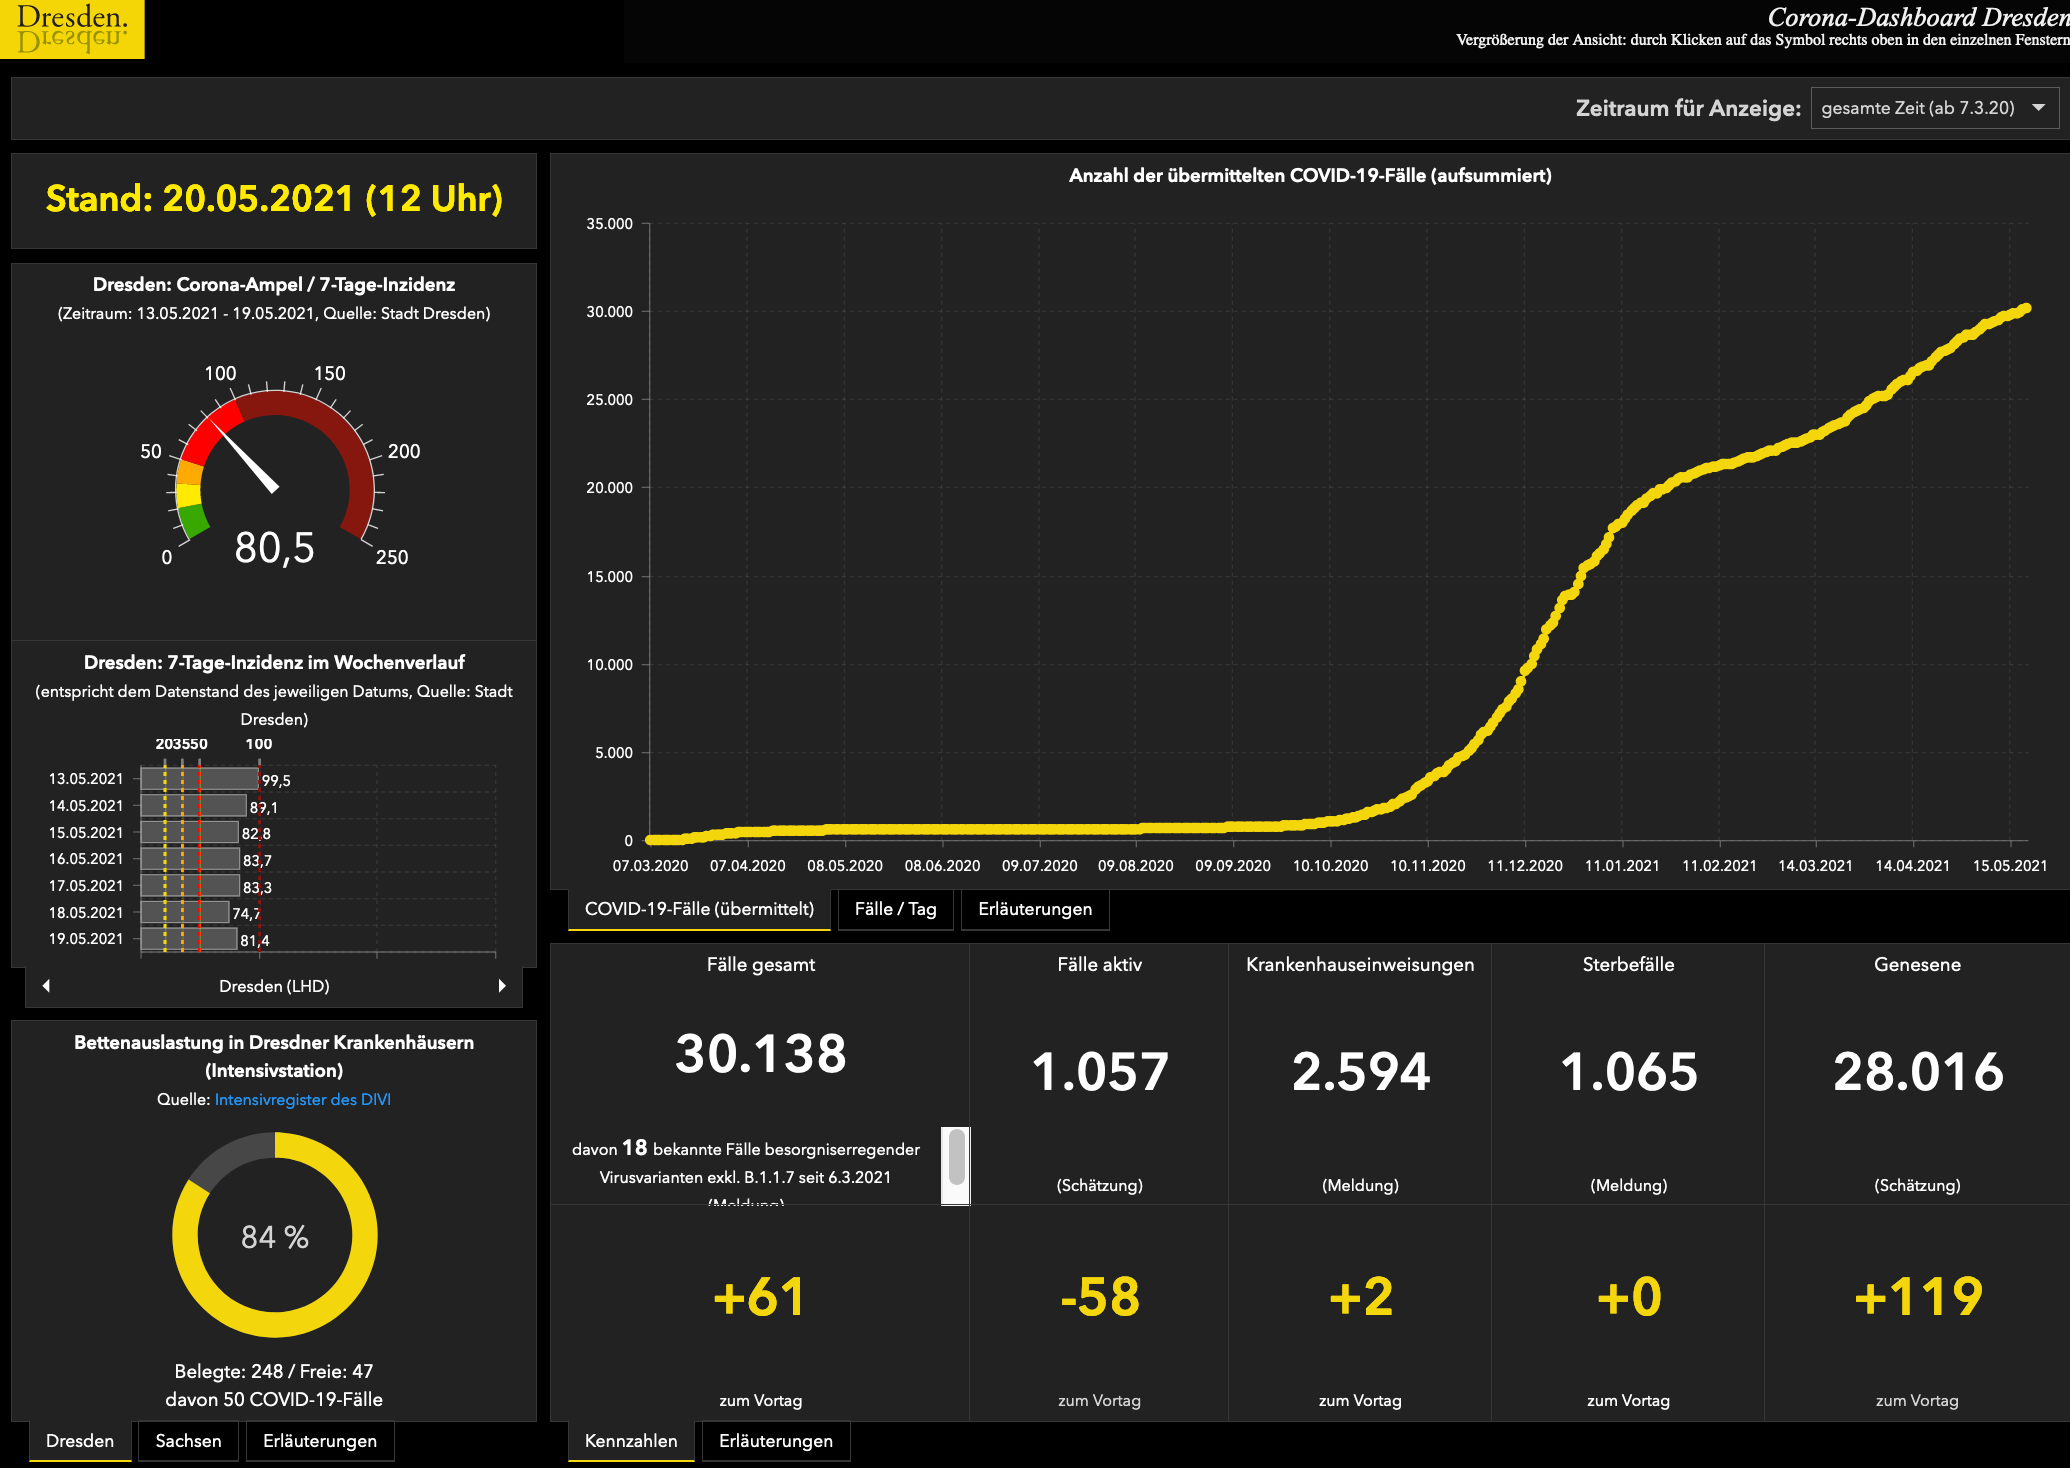 Dresden.
Dresden.
Corona-Dashboard Dresden
Vergrößerung der Ansicht: durch Klicken auf das Symbol rechts oben in den einzelnen Fenstern
Zeitraum für Anzeige: gesamte Zeit (ab 7.3.20)
Stand: 20.05.2021 (12 Uhr)
Dresden: Corona-Ampel / 7-Tage-Inzidenz
(Zeitraum: 13.05.2021 - 19.05.2021, Quelle: Stadt Dresden)
100 150
50 200
80,5
0 250
Dresden: 7-Tage-Inzidenz im Wochenverlauf
(entspricht dem Datenstand des jeweiligen Datums, Quelle: Stadt
Dresden)
20 35 50 100
13.05.2021 99,5
14.05.2021 89,1
15.05.2021 82,8
16.05.2021 83,7
17.05.2021 83,3
18.05.2021 74,7
19.05.2021 81,4
Dresden (LHD)
Bettenauslastung in Dresdner Krankenhäusern
(Intensivstation)
Quelle: Intensivregister des DIVI
84 %
Belegte: 248 / Freie: 47
davon 50 COVID-19-Fälle
Dresden Sachsen Erläuterungen
Anzahl der übermittelten COVID-19-Fälle (aufsummiert)
35.000
30.000
25.000
20.000
15.000
10.000
5.000
0
07.03.2020 07.04.2020 08.05.2020 08.06.2020 09.07.2020 09.08.2020 09.09.2020 10.10.2020 10.11.2020 11.12.2020 11.01.2021 11.02.2021 14.03.2021 14.04.2021 15.05.2021
COVID-19-Fälle (übermittelt) Fälle / Tag Erläuterungen
Fälle gesamt
30.138
davon 18 bekannte Fälle besorgniserregender
Virusvarianten exkl. B.1.1.7 seit 6.3.2021
(Meldung)
+61
zum Vortag
Fälle aktiv
1.057
(Schätzung)
-58
zum Vortag
Krankenhauseinweisungen
2.594
(Meldung)
+2
zum Vortag
Sterbefälle
1.065
(Meldung)
+0
zum Vortag
Genesene
28.016
(Schätzung)
+119
zum Vortag
Kennzahlen Erläuterungen